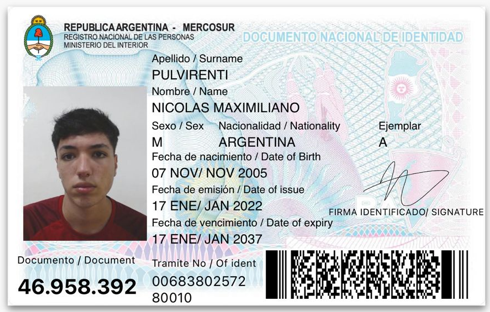 REPUBLICA ARGENTINA - MERCOSUR
REGISTRO NACIONAL DE LAS PERSONAS
MINISTERIO DEL INTERIOR
DOCUMENTO NACIONAL DE IDENTIDAD
Apellido / Surname
PULVIRENTI
Nombre / Name
NICOLAS MAXIMILIANO
Sexo / Sex Nacionalidad / Nationality Ejemplar
M ARGENTINA A
Fecha de nacimiento / Date of Birth
07 NOV/ NOV 2005
Fecha de emisión / Date of issue
17 ENE/ JAN 2022
FIRMA IDENTIFICADO/ SIGNATURE
Fecha de vencimiento / Date of expiry
17 ENE/ JAN 2037
Documento / Document
46.958.392
Tramite No / Of ident
00683802572
80010